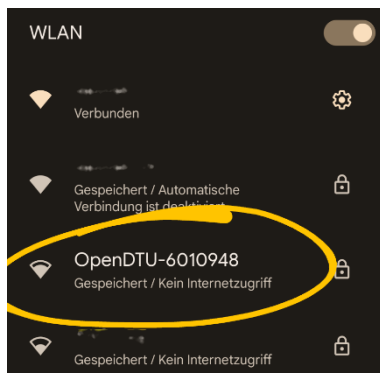 WLAN
Verbunden
Gespeichert / Automatische
Verbindung ist deaktiviert
OpenDTU-6010948
Gespeichert / Kein Internetzugriff
Gespeichert / Kein Internetzugriff